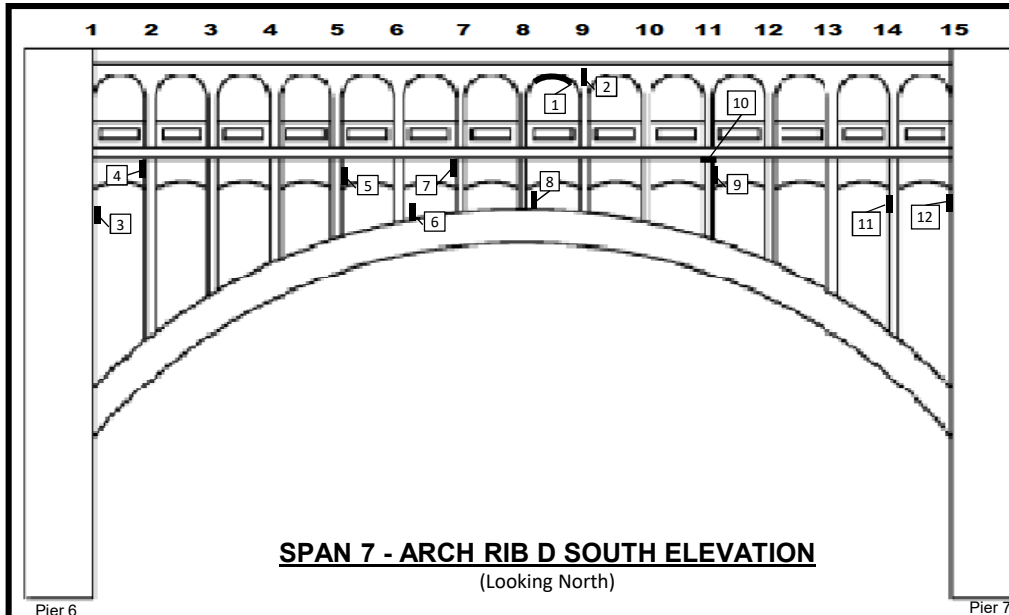 1 2 3 4 5 6 7 8 9 10 11 12 13 14 15
1
2
10
4
5
7
8
9
3
6
11
12
SPAN 7 - ARCH RIB D SOUTH ELEVATION
(Looking North)
Pier 6
Pier 7